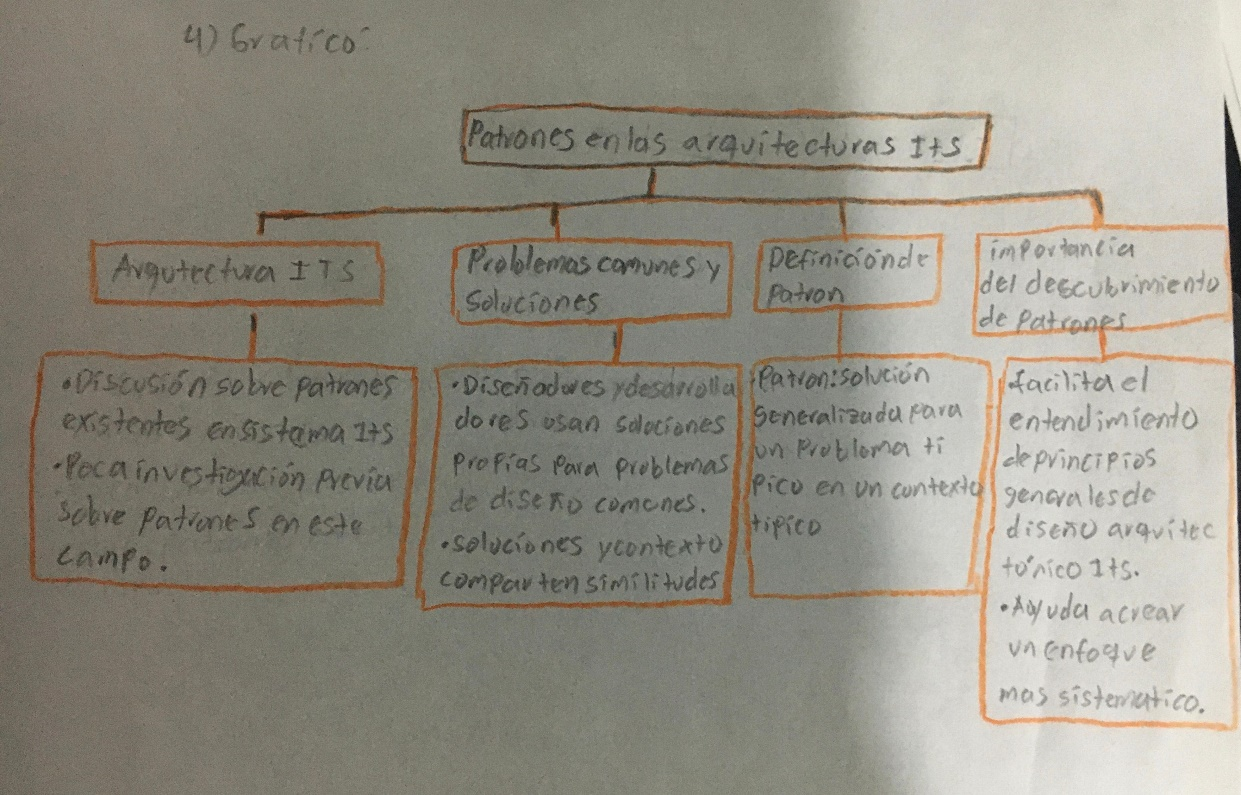 4) Grafico:
Patrones en las arquitecturas ITS
Arqutectura ITS
Problemas comunes y
Soluciones
Definición de
Patron
importancia
del descubrimiento
de Patrones
•Discusión sobre patrones
existentes en sistema ITS
•Poca investigación previa
sobre patrones en este
campo.
•Diseñadores y desarrolla
dores usan soluciones
propias para problemas
de diseño comunes.
•soluciones y contexto
comparten similitudes
•Patron: solución
generalizada para
un Problema ti
pico en un contexto
tipico
•facilita el
entendimiento
de principios
generales de
diseño arquitec
tónico ITS.
•Ayuda a crear
un enfoque
mas sistematico.